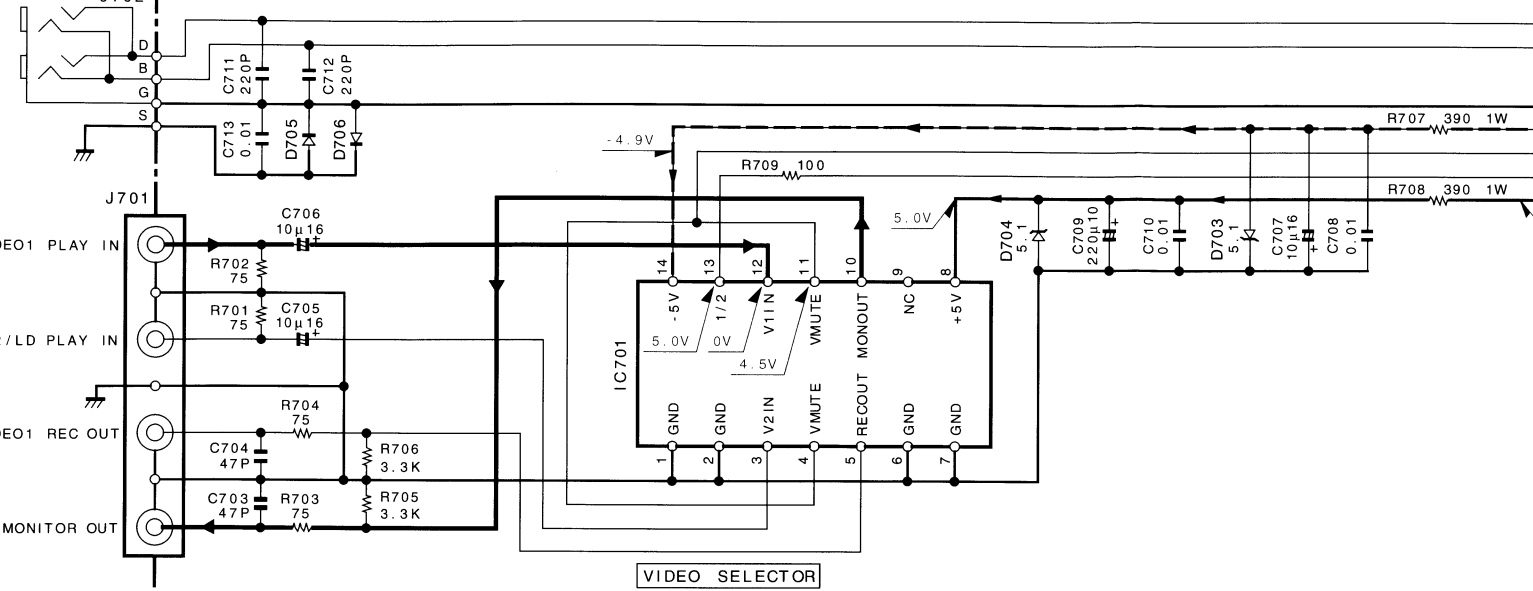 D
B
G
S
C711
220P
C712
220P
C713
0.01
D705
D706
-4.9V
R709 100
R707 390 1W
R708 390 1W
5.0V
D704
5.1
C709
220µ10
+
C710
0.01
D703
5.1
C707
10µ16
+
C708
0.01
J701
C706
10µ16
+
EO1 PLAY IN
R702
75
R701
75
C705
10µ16
+
/LD PLAY IN
R704
75
EO1 REC OUT
C704
47P
R706
3.3K
C703
47P
R703
75
R705
3.3K
MONITOR OUT
14
13
12
11
10
9
8
-5V
1/2
V1IN
VMUTE
MONOUT
NC
+5V
5.0V
0V
4.5V
IC701
GND
GND
V2IN
VMUTE
RECOUT
GND
GND
1
2
3
4
5
6
7
VIDEO SELECTOR